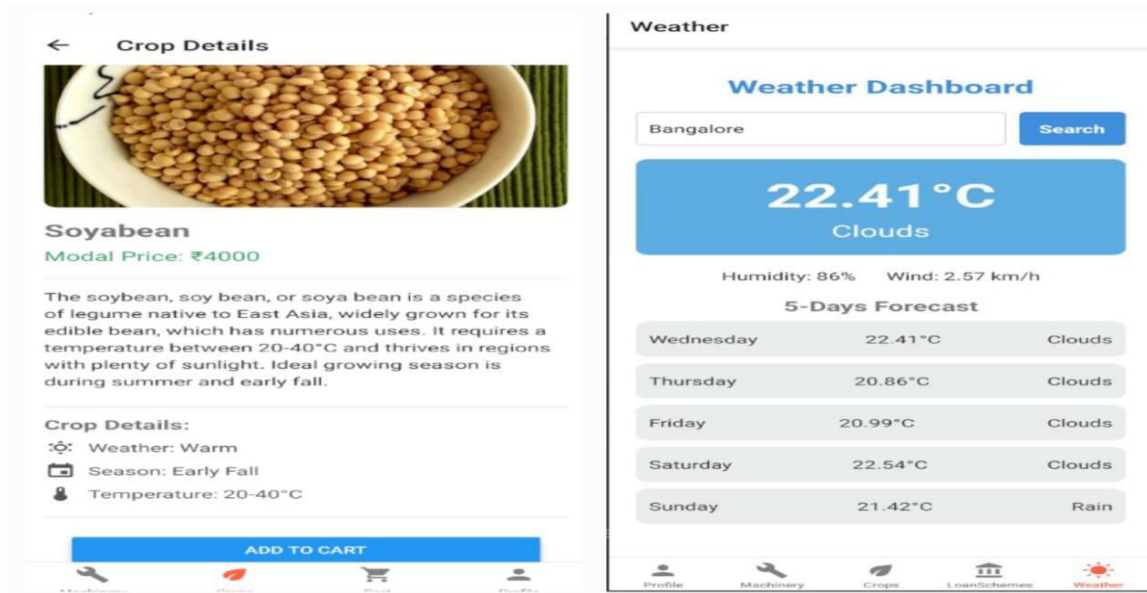 Crop Details
Soyabean
Modal Price: ₹4000
The soybean, soy bean, or soya bean is a species
of legume native to East Asia, widely grown for its
edible bean, which has numerous uses. It requires a
temperature between 20-40°C and thrives in regions
with plenty of sunlight. Ideal growing season is
during summer and early fall.
Crop Details:
Weather: Warm
Season: Early Fall
Temperature: 20-40°C
ADD TO CART
Weather
Weather Dashboard
Bangalore
Search
22.41°C
Clouds
Humidity: 86% Wind: 2.57 km/h
5-Days Forecast
Wednesday 22.41°C Clouds
Thursday 20.86°C Clouds
Friday 20.99°C Clouds
Saturday 22.54°C Clouds
Sunday 21.42°C Rain
Profile Machinery Crops LoanSchemes Weather